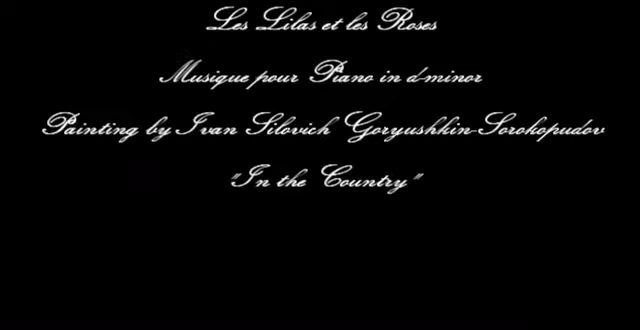 Les Lilas et les Roses
Musique pour Piano in d-minor
Painting by Ivan Silovich Goryushkin-Sorokopudov
"In the Country"